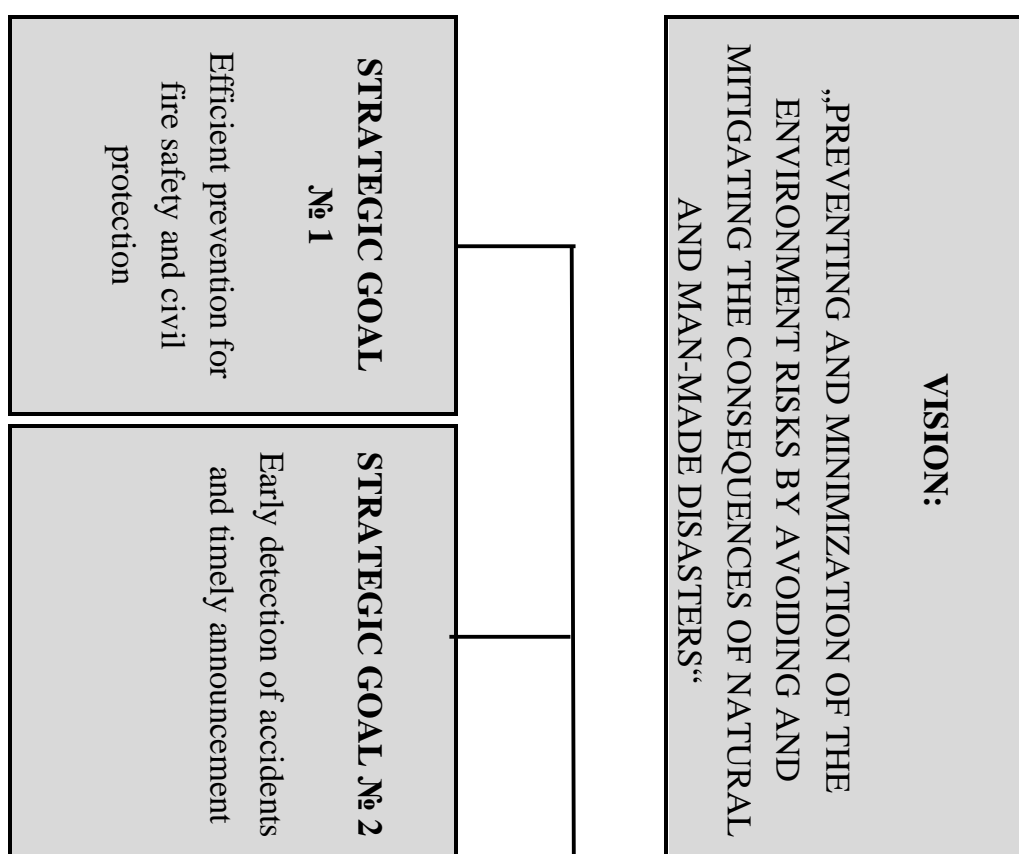 VISION:
„PREVENTING AND MINIMIZATION OF THE
ENVIRONMENT RISKS BY AVOIDING AND
MITIGATING THE CONSEQUENCES OF NATURAL
AND MAN-MADE DISASTERS“
STRATEGIC GOAL
№ 1
Efficient prevention for
fire safety and civil
protection
STRATEGIC GOAL № 2
Early detection of accidents
and timely announcement